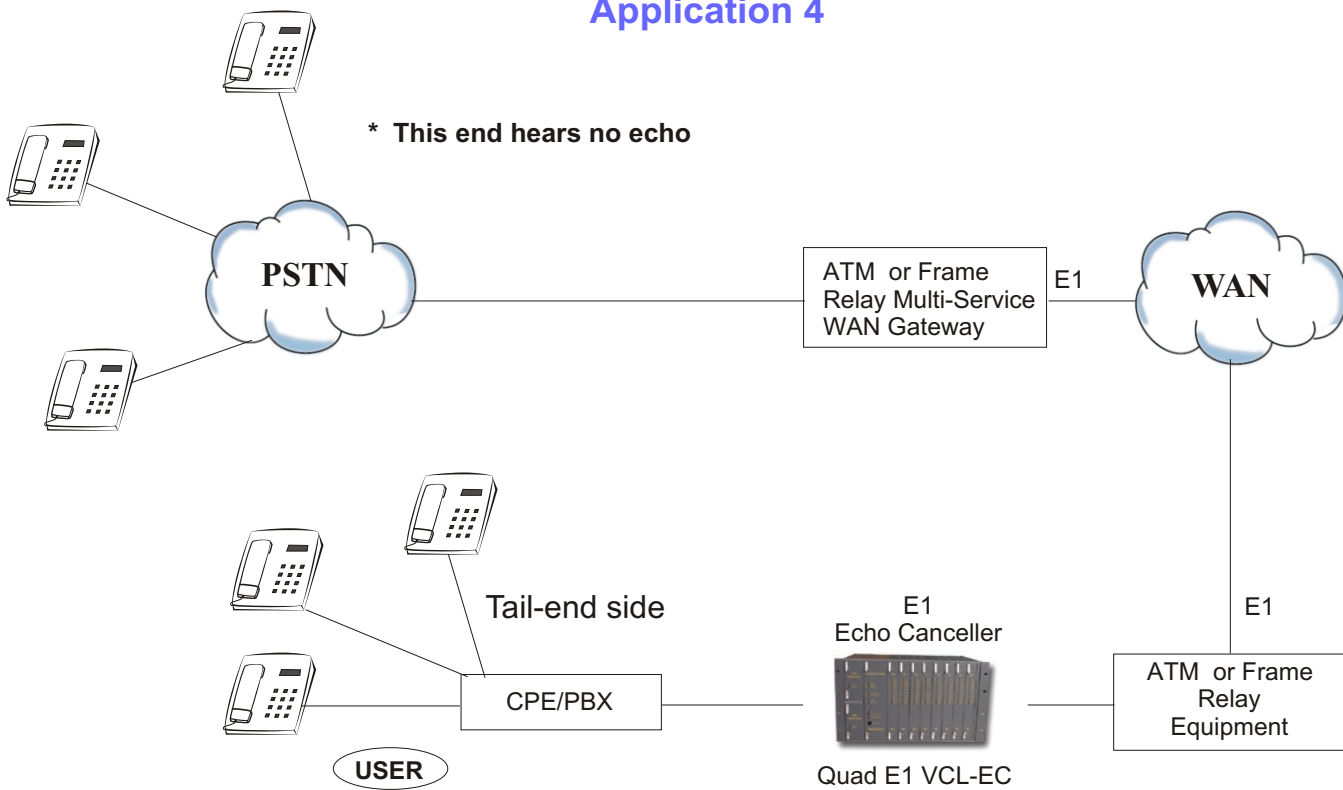 Application 4
* This end hears no echo
PSTN
ATM or Frame
Relay Multi-Service
WAN Gateway
E1
WAN
Tail-end side
E1
Echo Canceller
E1
CPE/PBX
ATM or Frame
Relay
Equipment
USER
Quad E1 VCL-EC